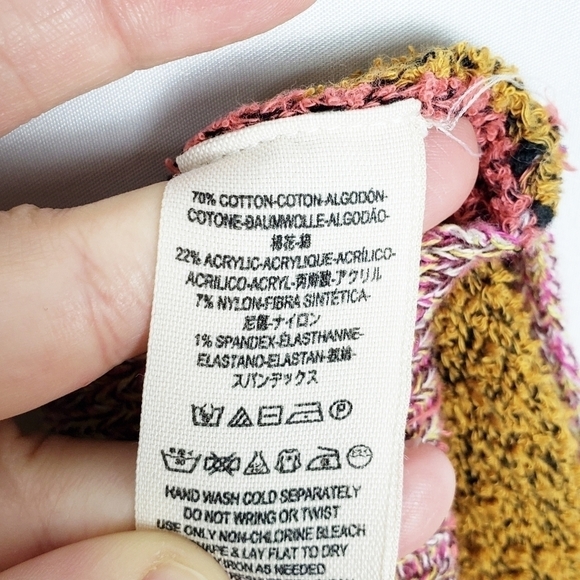 70% COTTON-COTON-ALGODÓN-
COTONE-BAUMWOLLE-ALGODÃO-
棉花-綿
22% ACRYLIC-ACRYLIQUE-ACRÍLICO-
ACRILICO-ACRYL-丙烯酸-アクリル
7% NYLON-FIBRA SINTÉTICA-
尼龍-ナイロン
1% SPANDEX-ÉLASTHANNE-
ELASTANO-ELASTAN-
スパンデックス
HAND WASH COLD SEPARATELY
DO NOT WRING OR TWIST
USE ONLY NON-CHLORINE BLEACH
& LAY FLAT TO DRY
IRON AS NEEDED